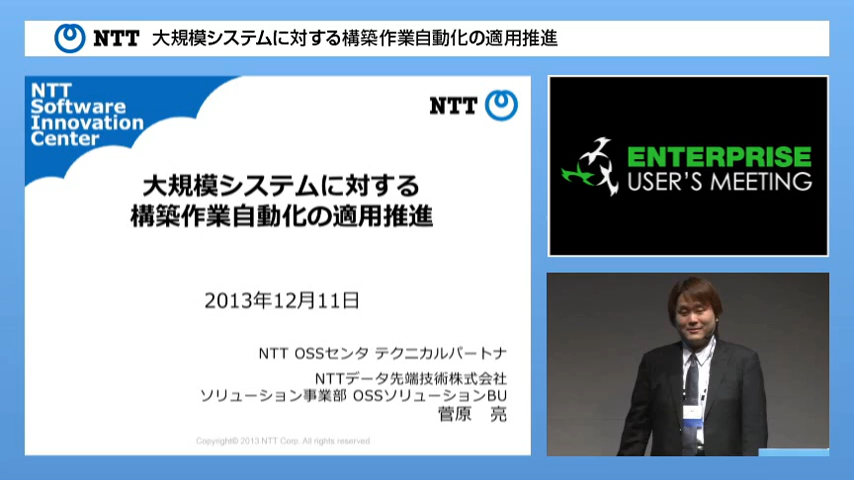 NTT 大規模システムに対する構築作業自動化の適用推進
NTT
Software
Innovation
Center
NTT
大規模システムに対する
構築作業自動化の適用推進
2013年12月11日
NTT OSSセンタ テクニカルパートナ
NTTデータ先端技術株式会社
ソリューション事業部 OSSソリューションBU
菅原 亮
Copyright© 2013 NTT Corp. All rights reserved.
ENTERPRISE
USER'S MEETING